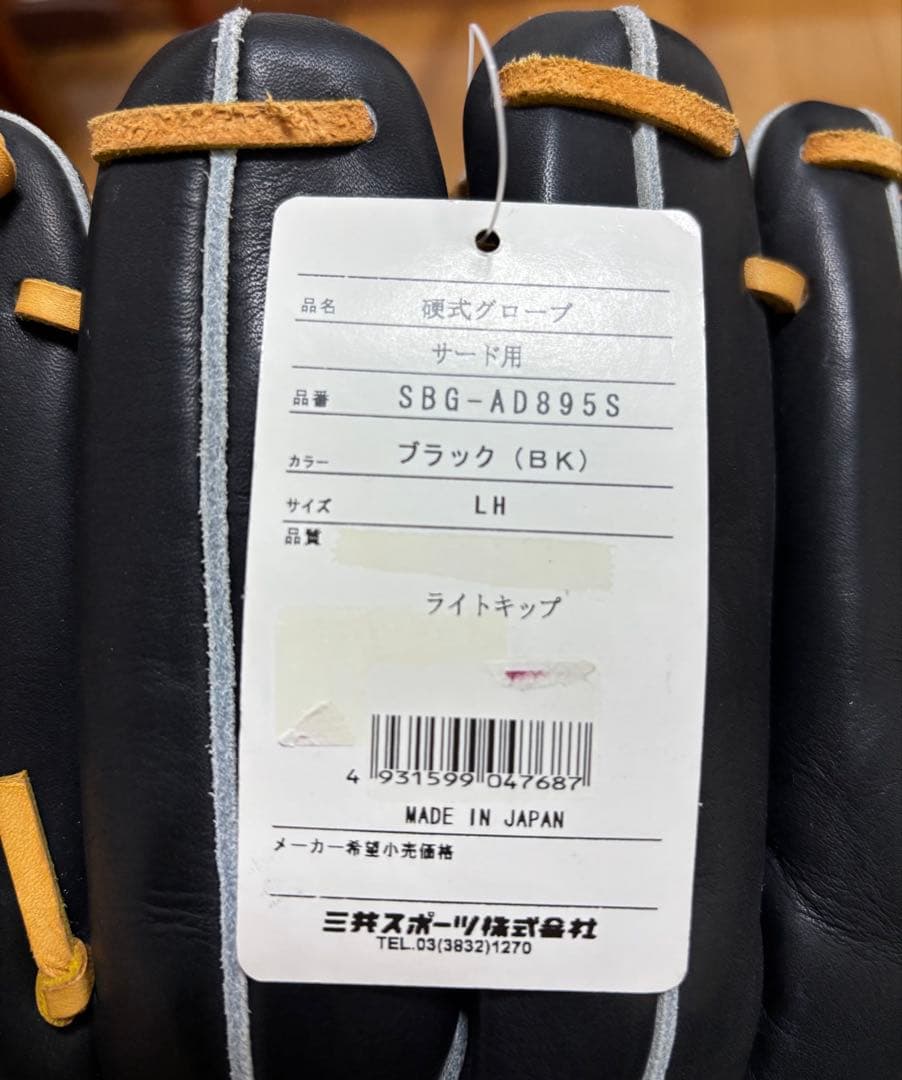 品名 硬式グローブ
サード用
品番 SBG-AD895S
カラー ブラック(BK)
サイズ LH
品質
ライトキップ
4 931599 047687
MADE IN JAPAN
メーカー希望小売価格
三共スポーツ株式会社
TEL.03(3832)1270